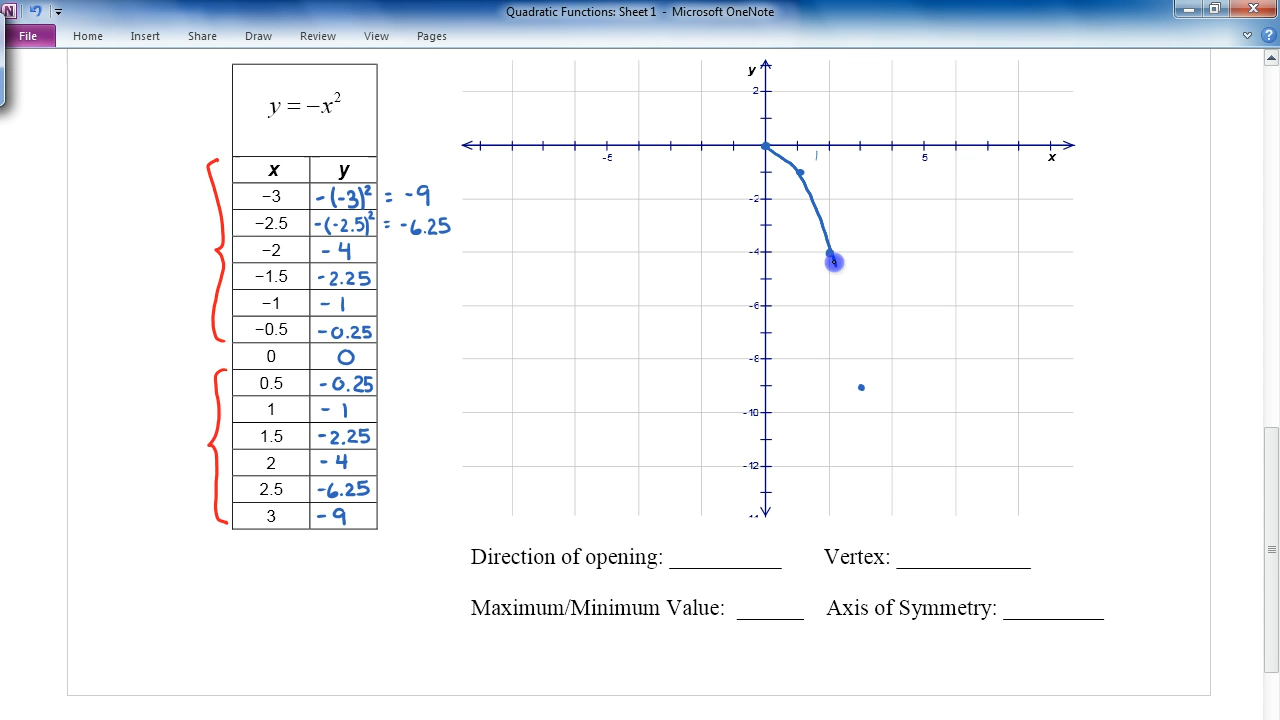 Quadratic Functions: Sheet 1 - Microsoft OneNote
File Home Insert Share Draw Review View Pages
y = −x²
x y
−3 -(-3)² = -9
−2.5 -(-2.5)² = -6.25
−2 -4
−1.5 -2.25
−1 -1
−0.5 -0.25
0 0
0.5 -0.25
1 -1
1.5 -2.25
2 -4
2.5 -6.25
3 -9
y
2
-5 5 x
-2
-4
-6
-8
-10
-12
Direction of opening: __________ Vertex: ____________
Maximum/Minimum Value: ______ Axis of Symmetry: _________